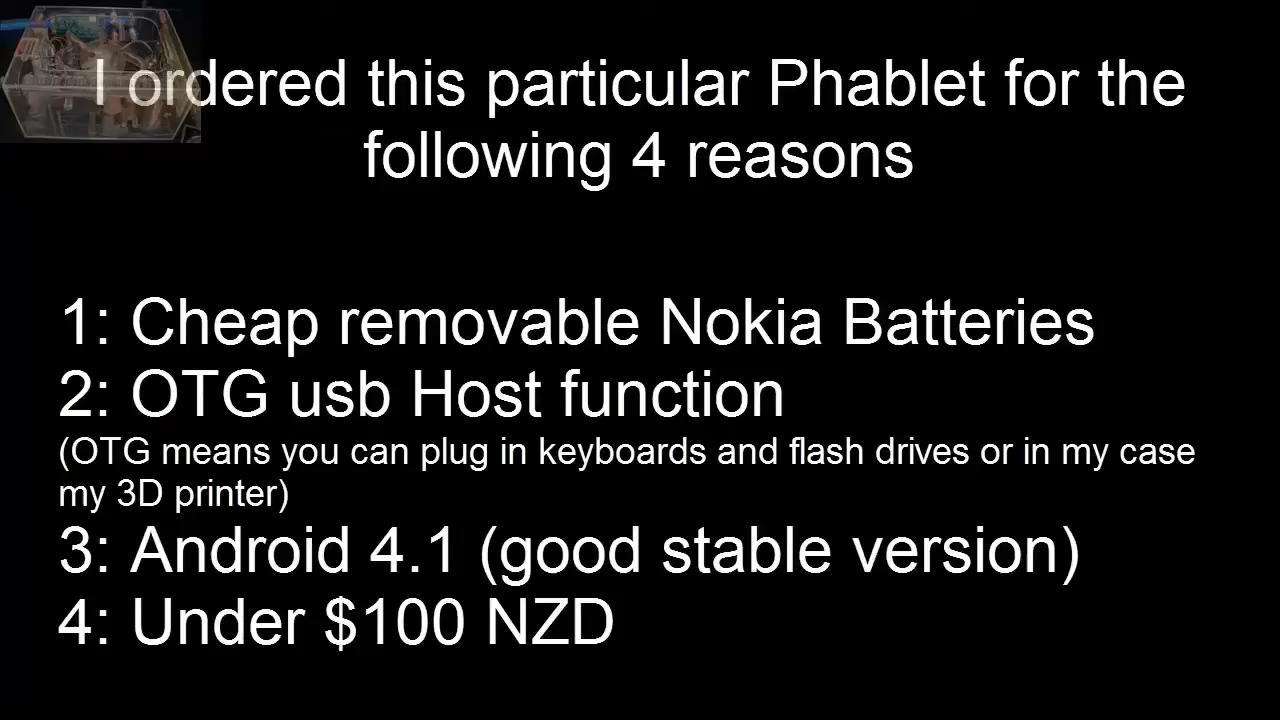 I ordered this particular Phablet for the
following 4 reasons
1: Cheap removable Nokia Batteries
2: OTG usb Host function
(OTG means you can plug in keyboards and flash drives or in my case
my 3D printer)
3: Android 4.1 (good stable version)
4: Under $100 NZD